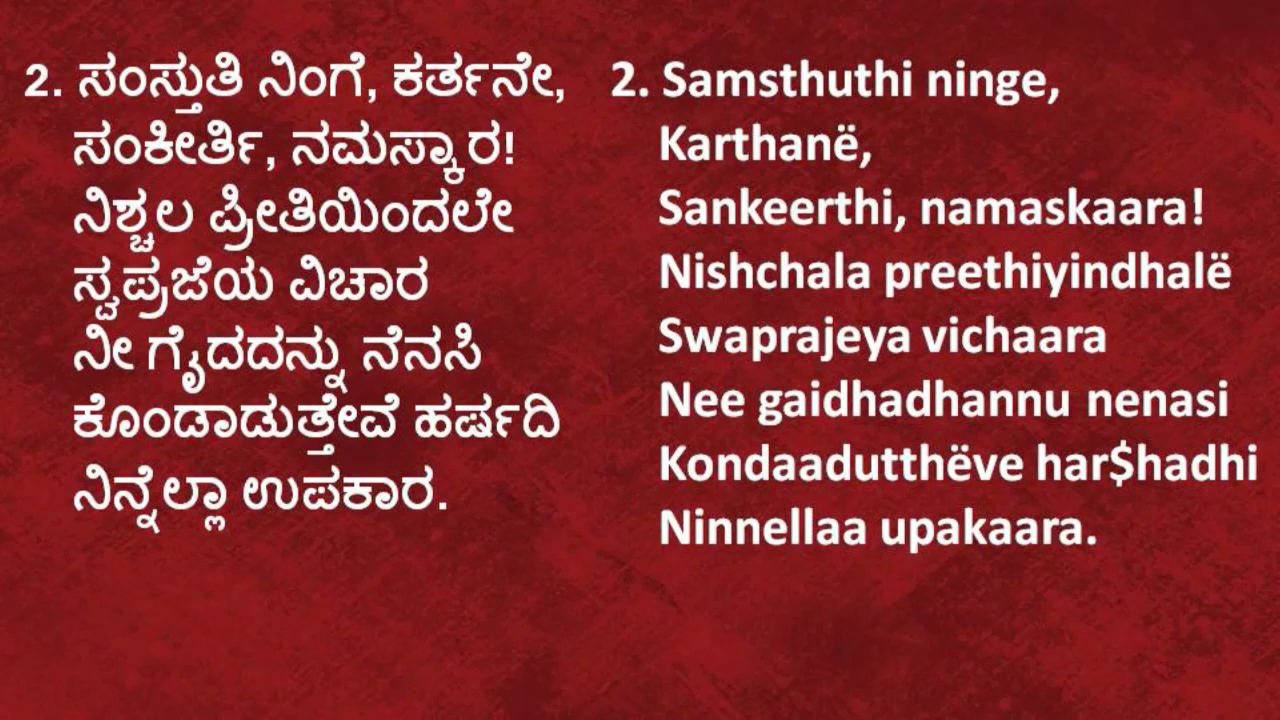 2. ಸಂಸ್ತುತಿ ನಿಂಗೆ, ಕರ್ತನೇ,
ಸಂಕೀರ್ತಿ, ನಮಸ್ಕಾರ!
ನಿಶ್ಚಲ ಪ್ರೀತಿಯಿಂದಲೇ
ಸ್ವಪ್ರಜೆಯ ವಿಚಾರ
ನೀ ಗೈದದನ್ನು ನೆನಸಿ
ಕೊಂಡಾಡುತ್ತೇವೆ ಹರ್ಷದಿ
ನಿನ್ನೆಲ್ಲಾ ಉಪಕಾರ.
2. Samsthuthi ninge,
Karthanë,
Sankeerthi, namaskaara!
Nishchala preethiyindhalë
Swaprajeya vichaara
Nee gaidhadhannu nenasi
Kondaadutthëve har$hadhi
Ninnellaa upakaara.